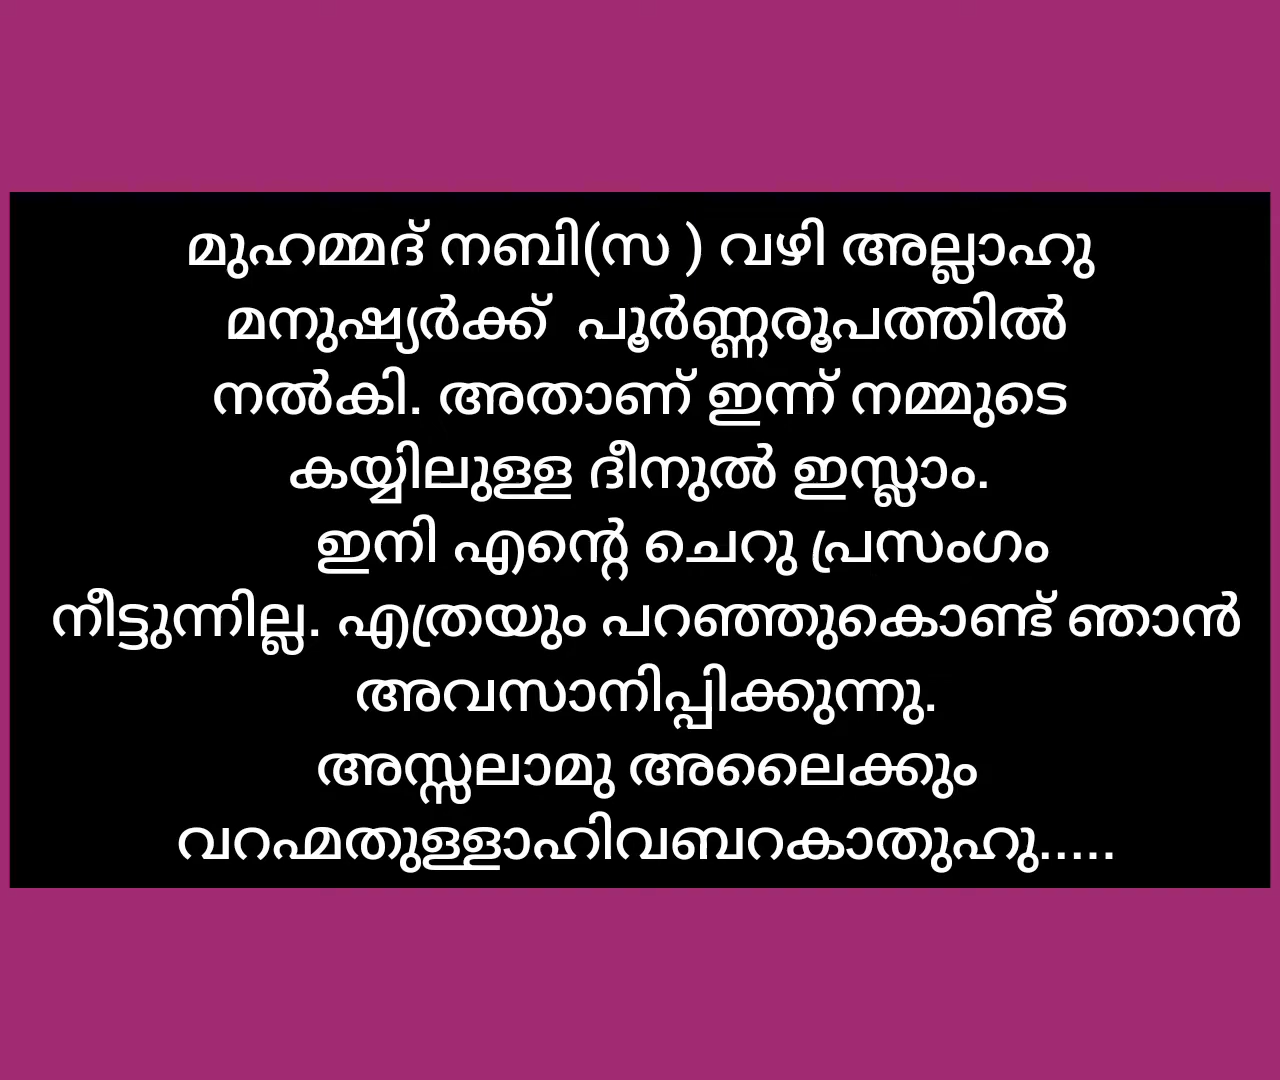 മുഹമ്മദ് നബി(സ ) വഴി അല്ലാഹു
മനുഷ്യർക്ക് പൂർണ്ണരൂപത്തിൽ
നൽകി. അതാണ് ഇന്ന് നമ്മുടെ
കയ്യിലുള്ള ദീനുൽ ഇസ്ലാം.
ഇനി എന്റെ ചെറു പ്രസംഗം
നീട്ടുന്നില്ല. എത്രയും പറഞ്ഞുകൊണ്ട് ഞാൻ
അവസാനിപ്പിക്കുന്നു.
അസ്സലാമു അലൈക്കും
വറഹ്മതുള്ളാഹിവബറകാതുഹു.....